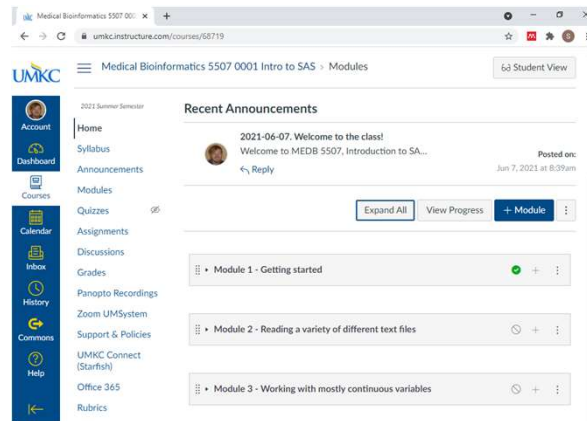 Medical Bioinformatics 5507 000
umkc.instructure.com/courses/68719
UMKC
Medical Bioinformatics 5507 0001 Intro to SAS › Modules
Student View
Account
Dashboard
Courses
Calendar
Inbox
History
Commons
Help
2021 Summer Semester
Home
Syllabus
Announcements
Modules
Quizzes
Assignments
Discussions
Grades
Panopto Recordings
Zoom UMSystem
Support & Policies
UMKC Connect
(Starfish)
Office 365
Rubrics
Recent Announcements
2021-06-07. Welcome to the class!
Welcome to MEDB 5507, Introduction to SA...
Reply
Posted on:
Jun 7, 2021 at 8:39am
Expand All
View Progress
+ Module
Module 1 - Getting started
Module 2 - Reading a variety of different text files
Module 3 - Working with mostly continuous variables